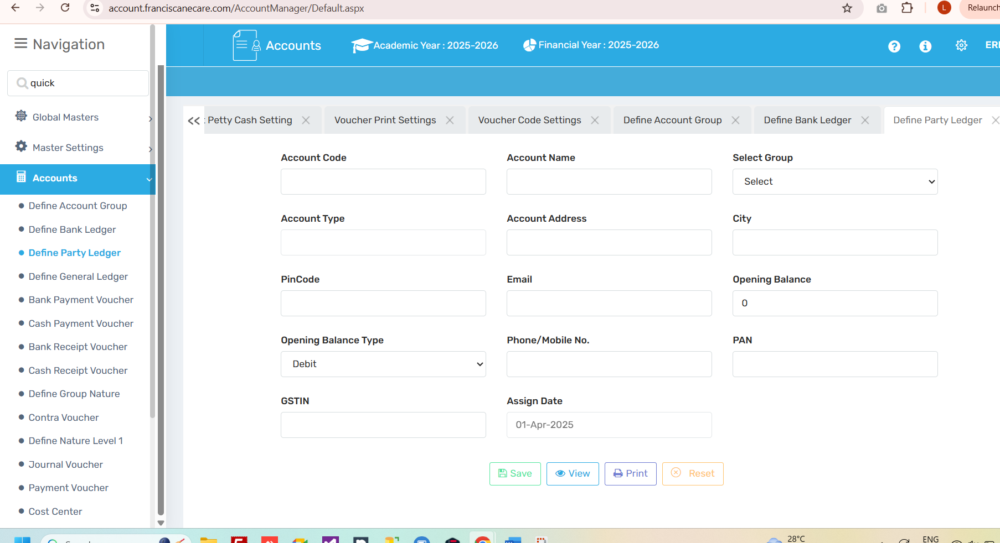 account.franciscanecare.com/AccountManager/Default.aspx
L
Relaunch
Navigation
Accounts
Academic Year : 2025-2026
Financial Year : 2025-2026
quick
Global Masters
Master Settings
Accounts
Define Account Group
Define Bank Ledger
Define Party Ledger
Define General Ledger
Bank Payment Voucher
Cash Payment Voucher
Bank Receipt Voucher
Cash Receipt Voucher
Define Group Nature
Contra Voucher
Define Nature Level 1
Journal Voucher
Payment Voucher
Cost Center
Petty Cash Setting
Voucher Print Settings
Voucher Code Settings
Define Account Group
Define Bank Ledger
Define Party Ledger
Account Code
Account Name
Select Group
Select
Account Type
Account Address
City
PinCode
Email
Opening Balance
0
Opening Balance Type
Phone/Mobile No.
PAN
Debit
GSTIN
Assign Date
01-Apr-2025
Save
View
Print
Reset
28°C
ENG